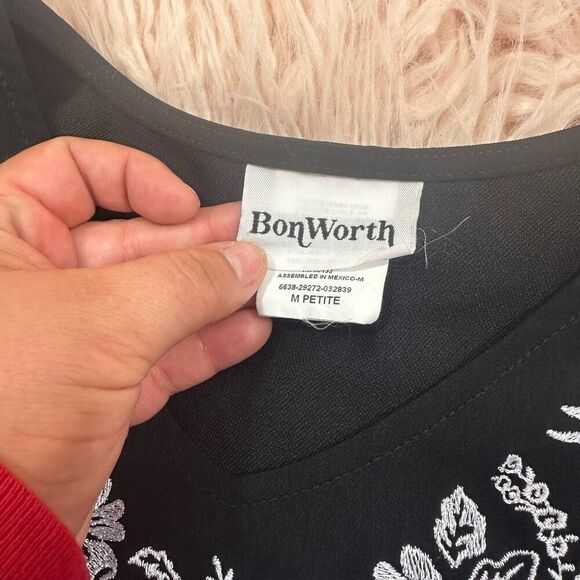 BonWorth
ASSEMBLED IN MEXICO-M
6638-29272-032839
M PETITE